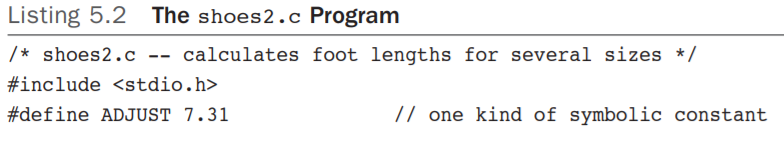 Listing 5.2 The shoes2.c Program
/* shoes2.c -- calculates foot lengths for several sizes */
#include <stdio.h>
#define ADJUST 7.31 // one kind of symbolic constant